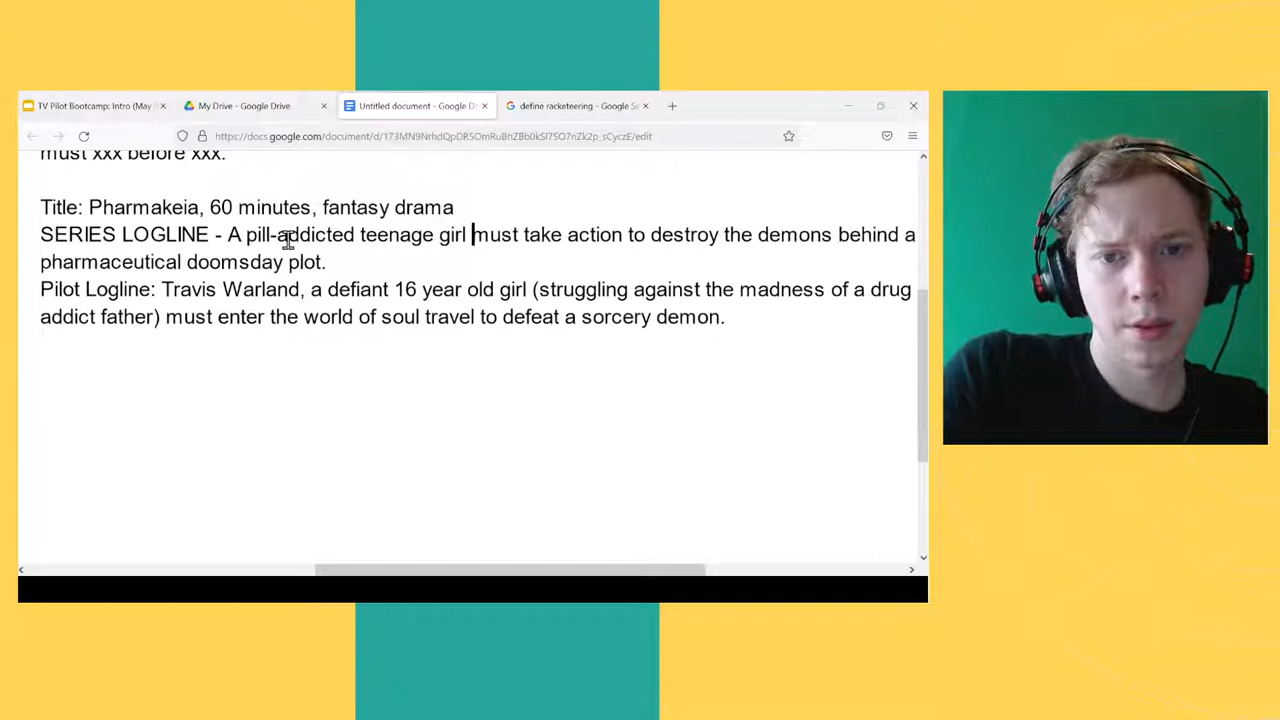 TV Pilot Bootcamp: Intro (May
My Drive - Google Drive
Untitled document - Google D
define racketeering - Google Se
must xxx before xxx.
Title: Pharmakeia, 60 minutes, fantasy drama
SERIES LOGLINE - A pill-addicted teenage girl must take action to destroy the demons behind a
pharmaceutical doomsday plot.
Pilot Logline: Travis Warland, a defiant 16 year old girl (struggling against the madness of a drug
addict father) must enter the world of soul travel to defeat a sorcery demon.